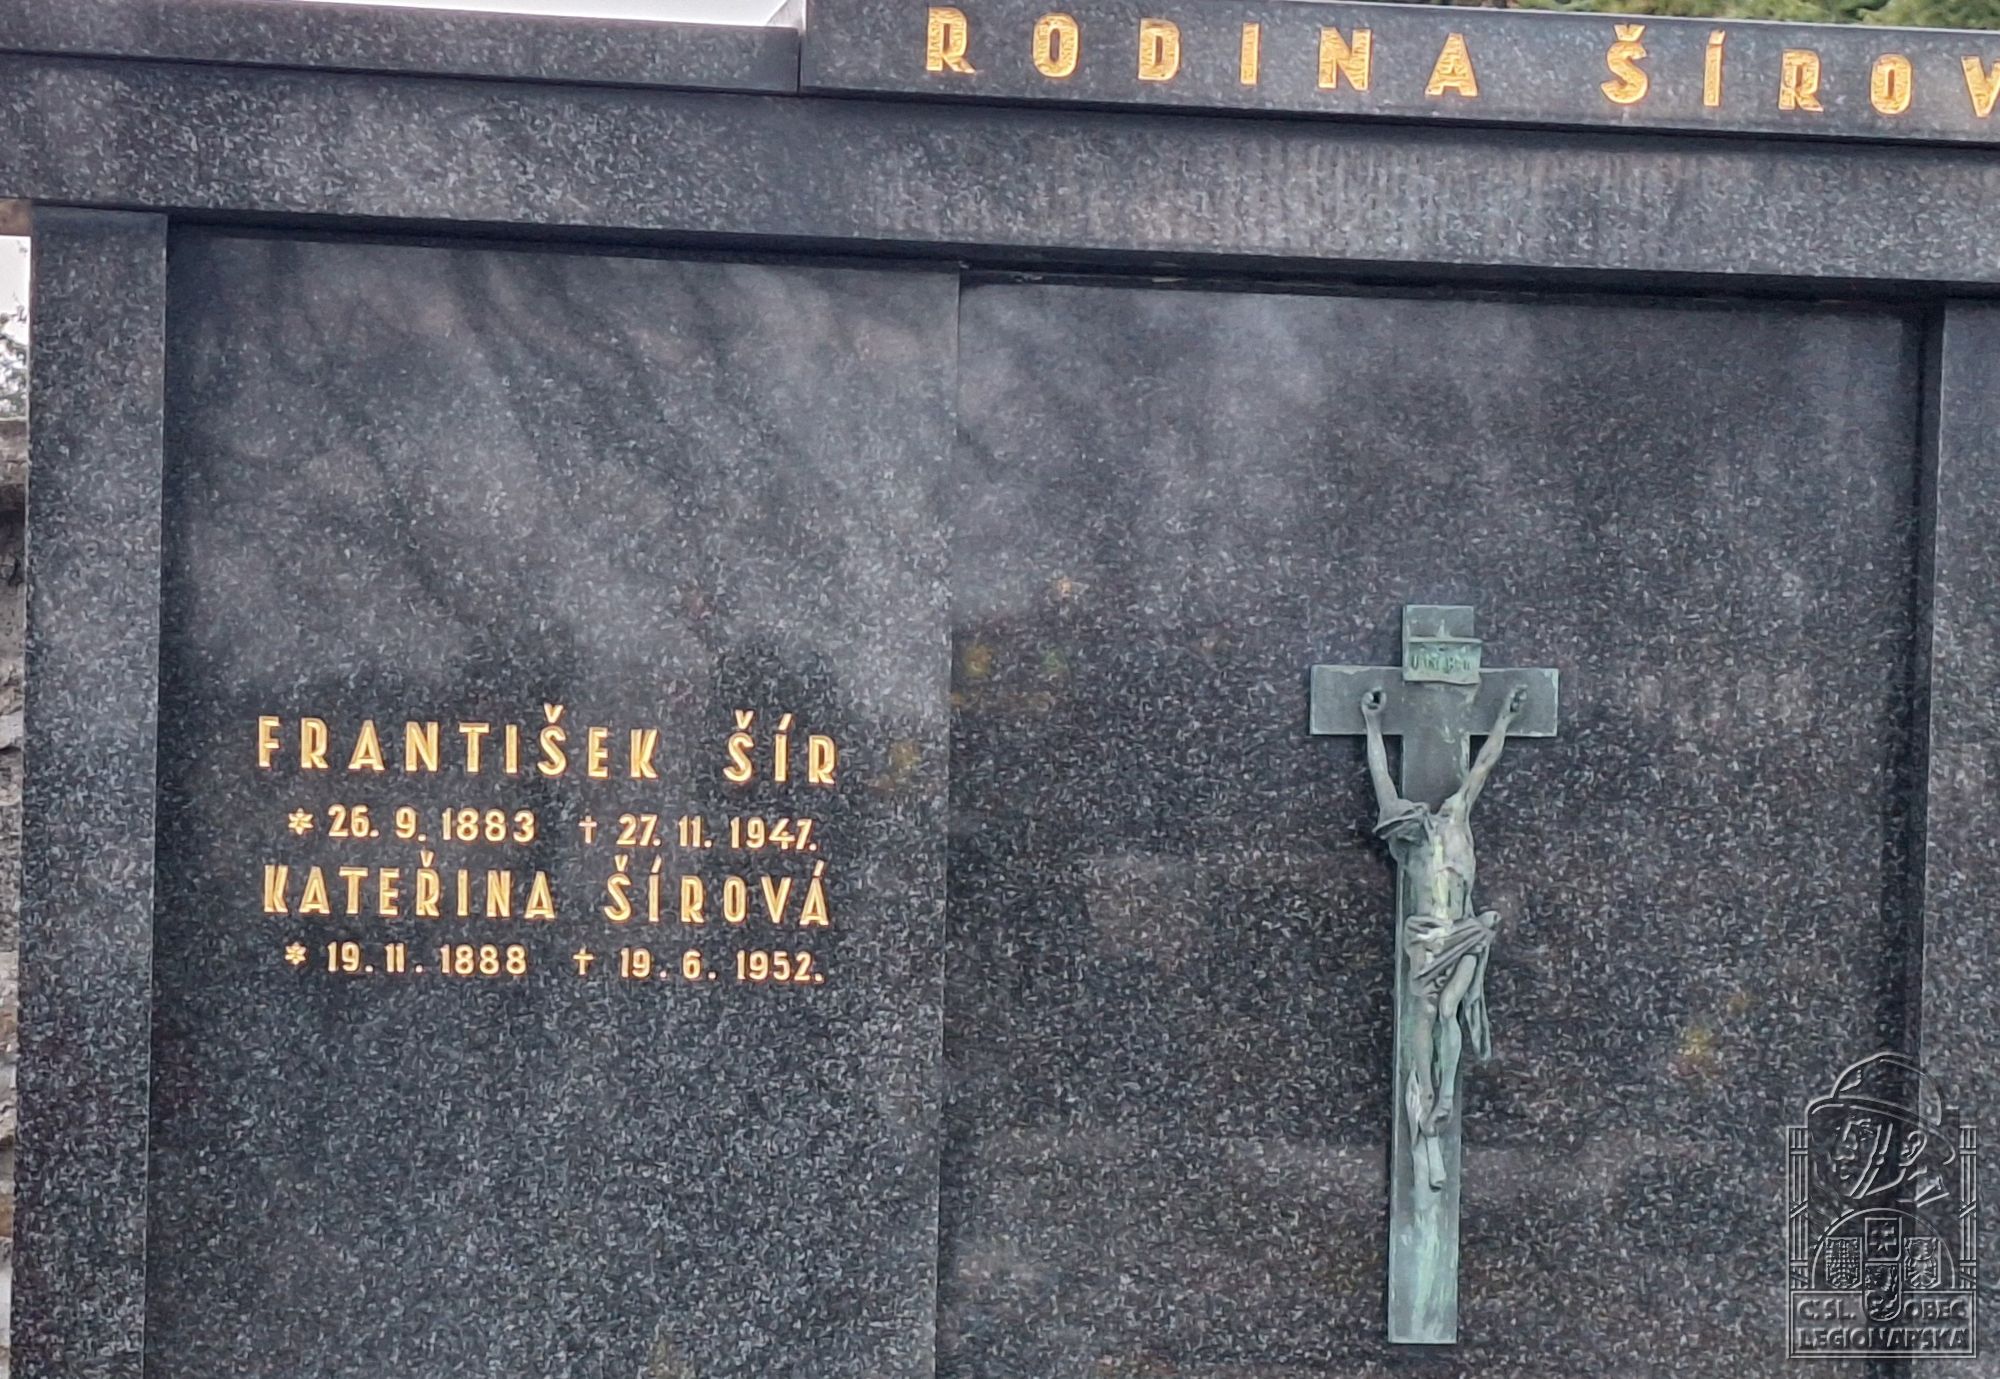 RODINA ŠÍROV
FRANTIŠEK ŠÍR
* 26. 9. 1883 † 27. 11. 1947.
KATEŘINA ŠÍROVÁ
* 19. 11. 1888 † 19. 6. 1952.
Č. SL. OBEC
LEGIONÁŘSKÁ